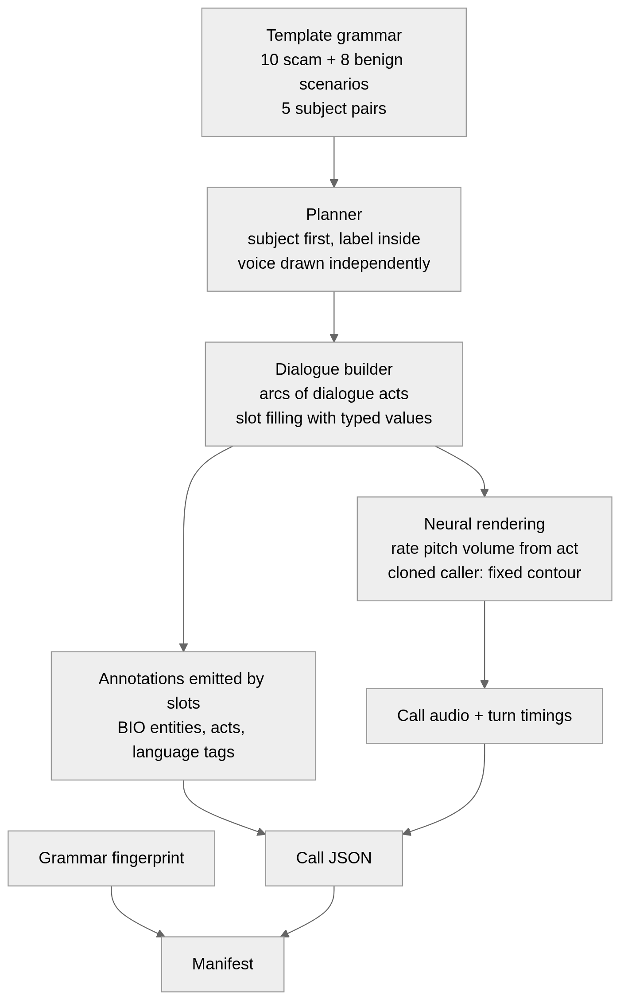 Template grammar
10 scam + 8 benign
scenarios
5 subject pairs
Planner
subject first, label inside
voice drawn independently
Dialogue builder
arcs of dialogue acts
slot filling with typed values
Neural rendering
rate pitch volume from act
cloned caller: fixed contour
Annotations emitted by
slots
BIO entities, acts,
language tags
Call audio + turn timings
Grammar fingerprint
Call JSON
Manifest